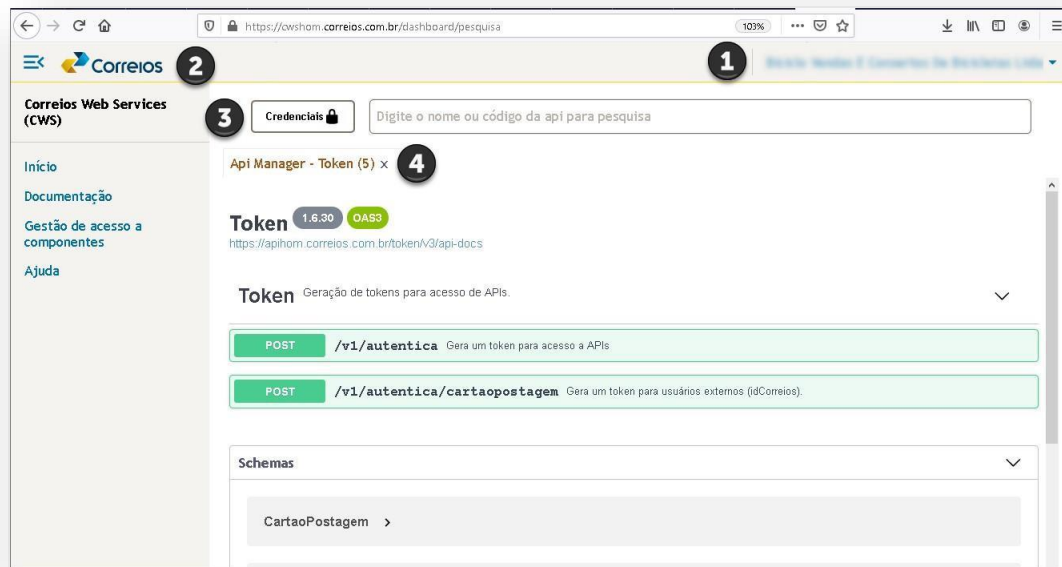 https://cwshom.correios.com.br/dashboard/pesquisa
103%
Correios
2
1
Correios Web Services
(CWS)
3
Credenciais
Digite o nome ou código da api para pesquisa
Início
Documentação
Gestão de acesso a
componentes
Ajuda
Api Manager - Token (5) x
4
Token 1.6.30 OAS3
https://apihom.correios.com.br/token/v3/api-docs
Token Geração de tokens para acesso de APIs.
POST /v1/autentica Gera um token para acesso a APIs
POST /v1/autentica/cartaopostagem Gera um token para usuários externos (idCorreios).
Schemas
CartaoPostagem >